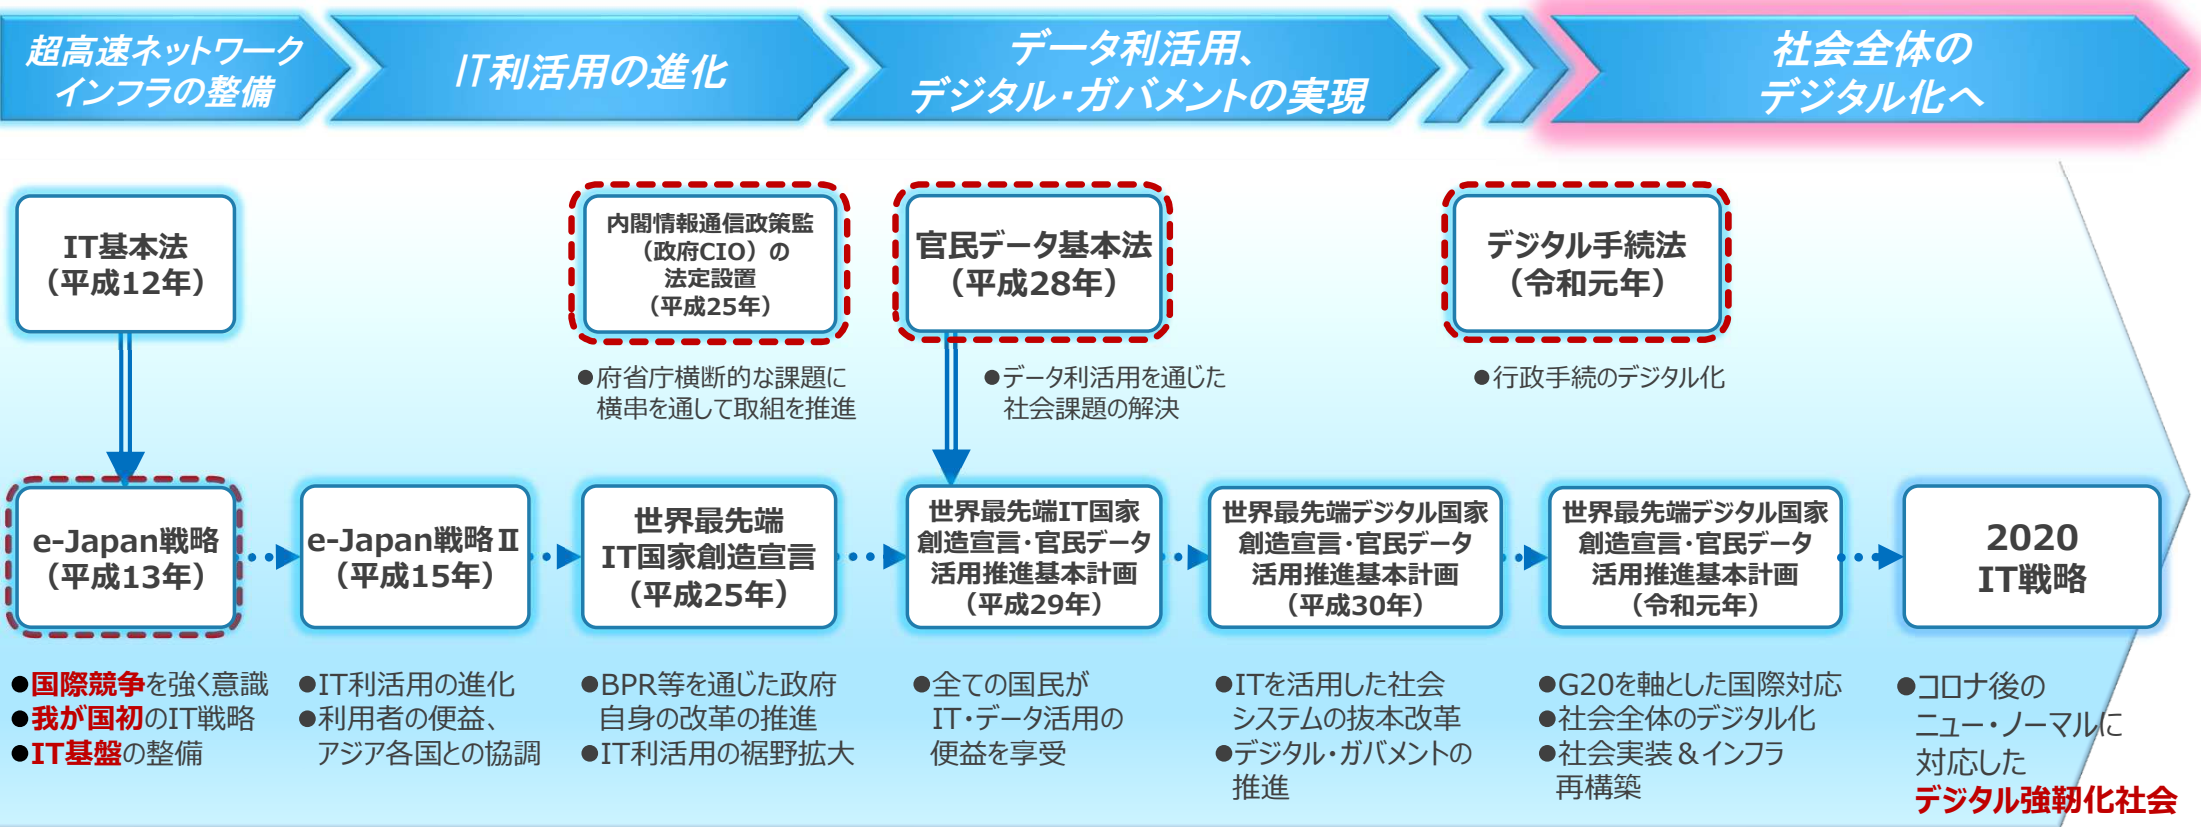 超高速ネットワーク
インフラの整備
IT利活用の進化
データ利活用、
デジタル・ガバメントの実現
社会全体の
デジタル化へ
IT基本法
（平成12年）
内閣情報通信政策監
（政府CIO）の
法定設置
（平成25年）
●府省庁横断的な課題に
横串を通して取組を推進
官民データ基本法
（平成28年）
●データ利活用を通じた
社会課題の解決
デジタル手続法
（令和元年）
●行政手続のデジタル化
e-Japan戦略
（平成13年）
●国際競争を強く意識
●我が国初のIT戦略
●IT基盤の整備
e-Japan戦略Ⅱ
（平成15年）
●IT利活用の進化
●利用者の便益、
アジア各国との協調
世界最先端
IT国家創造宣言
（平成25年）
●BPR等を通じた政府
自身の改革の推進
●IT利活用の裾野拡大
世界最先端IT国家
創造宣言・官民データ
活用推進基本計画
（平成29年）
●全ての国民が
IT・データ活用の
便益を享受
世界最先端デジタル国家
創造宣言・官民データ
活用推進基本計画
（平成30年）
●ITを活用した社会
システムの抜本改革
●デジタル・ガバメントの
推進
世界最先端デジタル国家
創造宣言・官民データ
活用推進基本計画
（令和元年）
●G20を軸とした国際対応
●社会全体のデジタル化
●社会実装＆インフラ
再構築
2020
IT戦略
●コロナ後の
ニュー・ノーマルに
対応した
デジタル強靭化社会